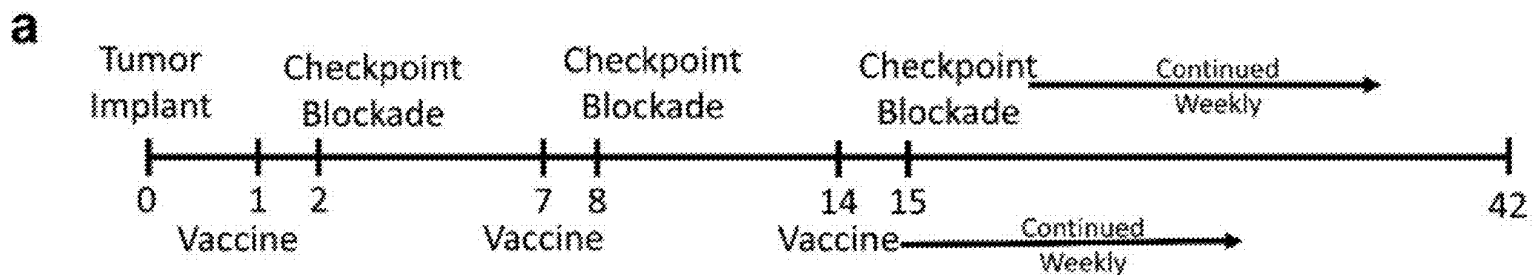 a
Tumor
Implant
Checkpoint
Blockade
Checkpoint
Blockade
Checkpoint
Blockade
Continued
Weekly
0 1 2 7 8 14 15 42
Vaccine Vaccine Vaccine
Continued
Weekly